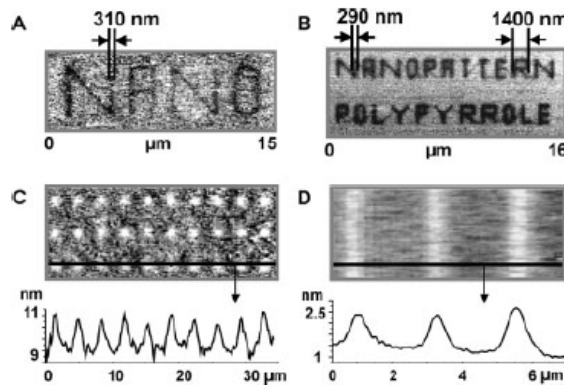 A
310 nm
NANO
0 µm 15
B
290 nm 1400 nm
NANOPATTERN
POLYPYRROLE
0 µm 16
C
nm
11
9
0 10 20 30 µm
D
2.5
1
0 2 4 6 µm